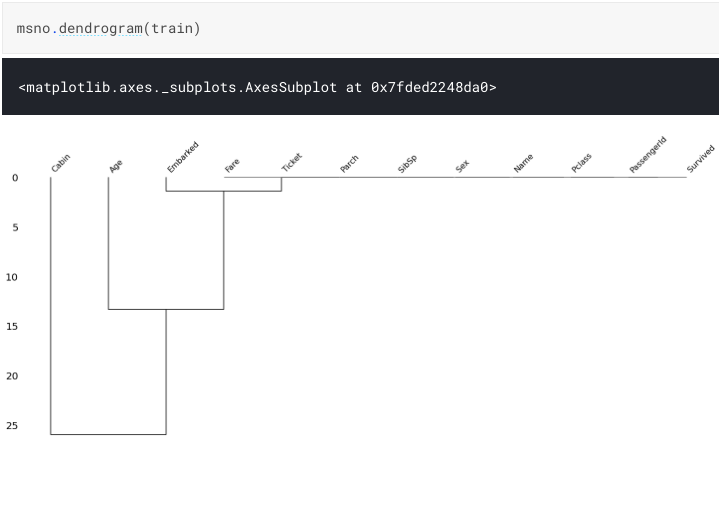 msno.dendrogram(train)
<matplotlib.axes._subplots.AxesSubplot at 0x7fded2248da0>
Cabin Age Embarked Fare Ticket Parch SibSp Sex Name Pclass PassengerId Survived
0
5
10
15
20
25